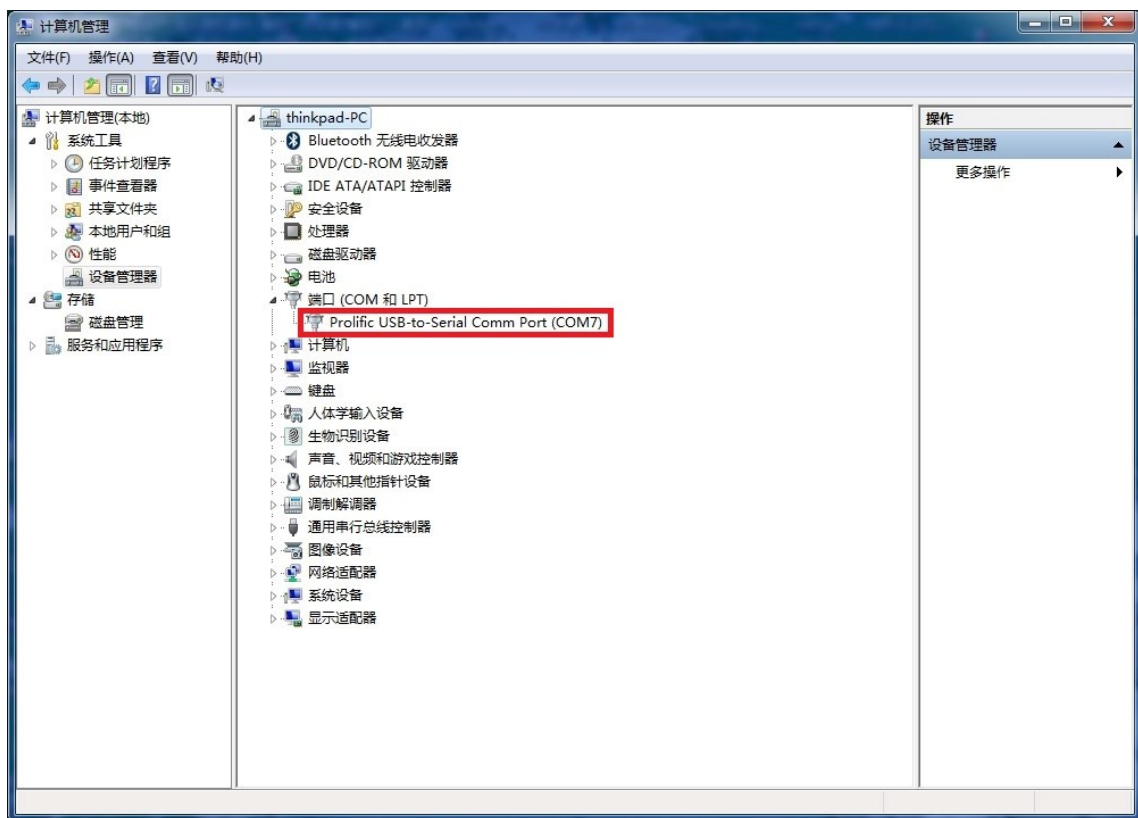 计算机管理
文件(F) 操作(A) 查看(V) 帮助(H)
计算机管理(本地)
系统工具
任务计划程序
事件查看器
共享文件夹
本地用户和组
性能
设备管理器
存储
磁盘管理
服务和应用程序
thinkpad-PC
Bluetooth 无线电收发器
DVD/CD-ROM 驱动器
IDE ATA/ATAPI 控制器
安全设备
处理器
磁盘驱动器
电池
端口 (COM 和 LPT)
Prolific USB-to-Serial Comm Port (COM7)
计算机
监视器
键盘
人体学输入设备
生物识别设备
声音、视频和游戏控制器
鼠标和其他指针设备
调制解调器
通用串行总线控制器
图像设备
网络适配器
系统设备
显示适配器
操作
设备管理器
更多操作